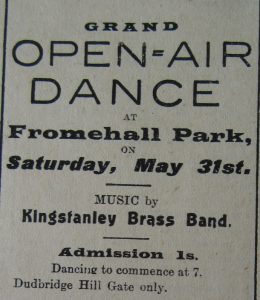 GRAND
OPEN=AIR
DANCE
AT
Fromehall Park,
ON
Saturday, May 31st.
MUSIC by
Kingstanley Brass Band.
Admission 1s.
Dancing to commence at 7.
Dudbridge Hill Gate only.